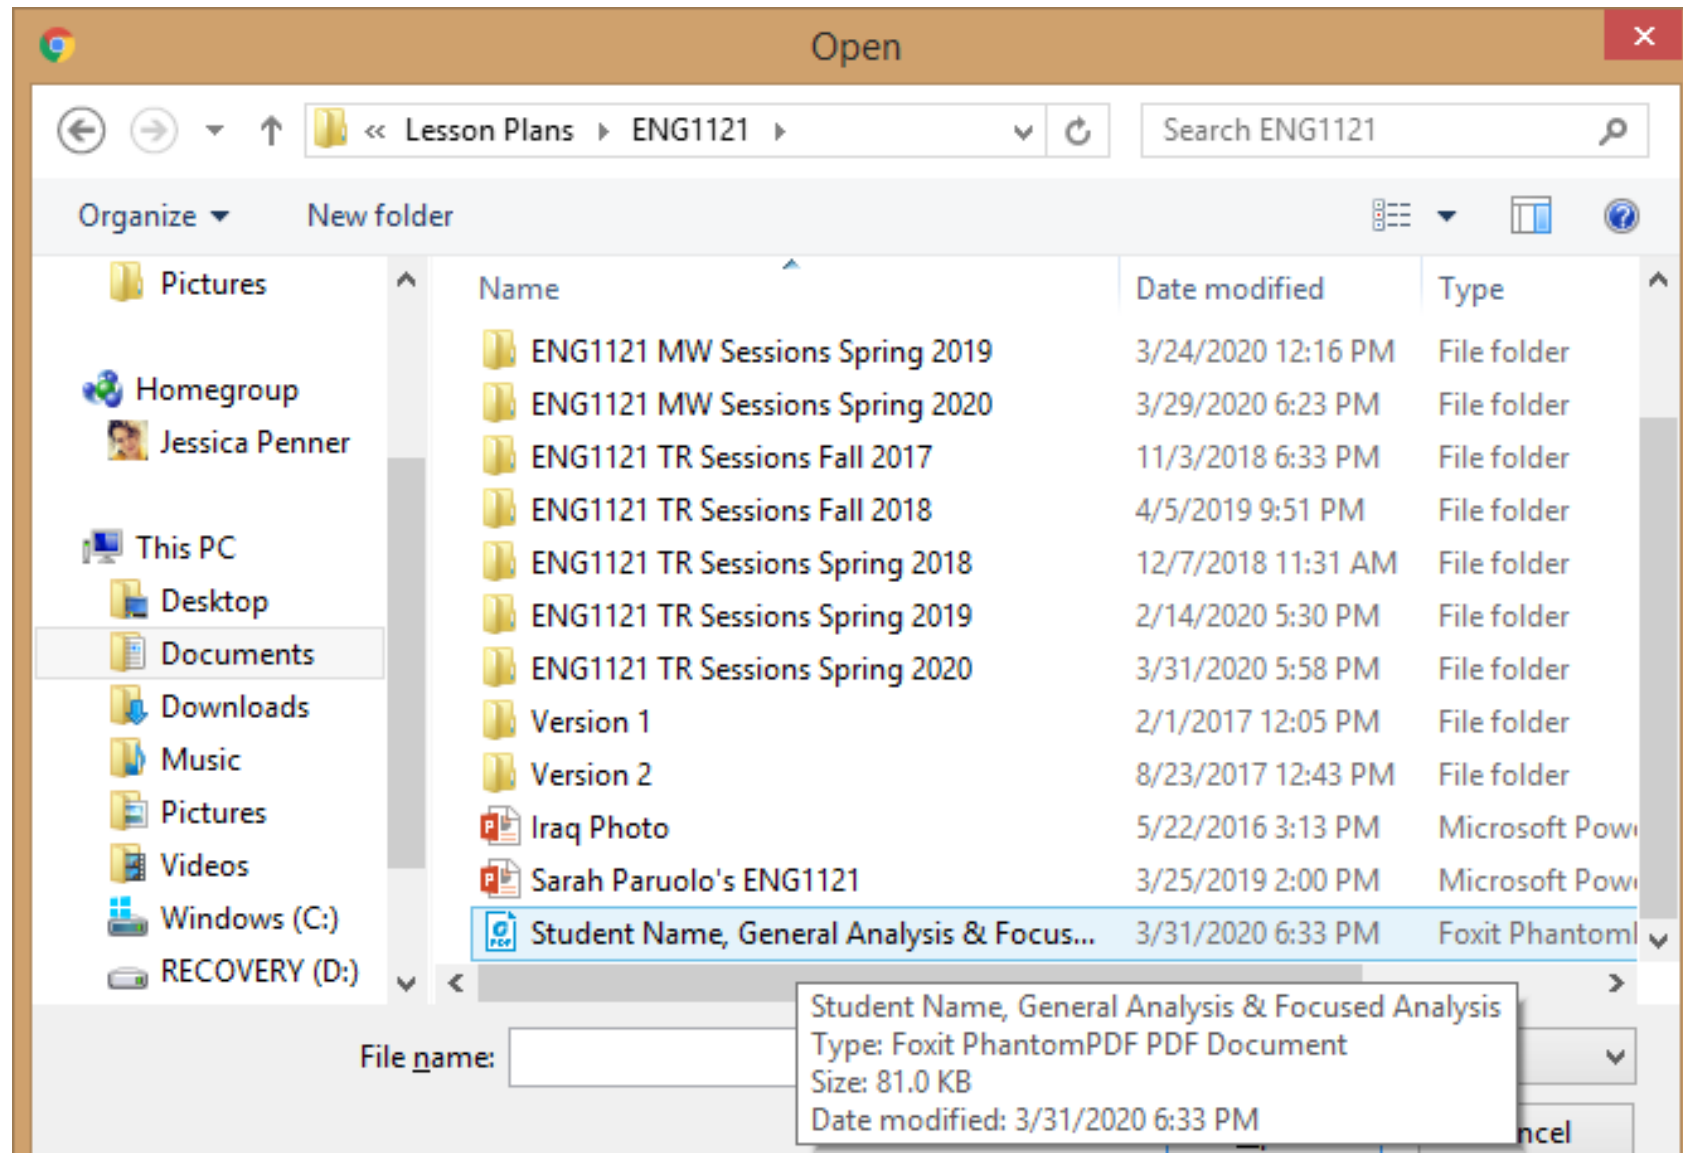 Open
« Lesson Plans ENG1121
Search ENG1121
Organize New folder
Pictures
Homegroup
Jessica Penner
This PC
Desktop
Documents
Downloads
Music
Pictures
Videos
Windows (C:)
RECOVERY (D:)
Name Date modified Type
ENG1121 MW Sessions Spring 2019 3/24/2020 12:16 PM File folder
ENG1121 MW Sessions Spring 2020 3/29/2020 6:23 PM File folder
ENG1121 TR Sessions Fall 2017 11/3/2018 6:33 PM File folder
ENG1121 TR Sessions Fall 2018 4/5/2019 9:51 PM File folder
ENG1121 TR Sessions Spring 2018 12/7/2018 11:31 AM File folder
ENG1121 TR Sessions Spring 2019 2/14/2020 5:30 PM File folder
ENG1121 TR Sessions Spring 2020 3/31/2020 5:58 PM File folder
Version 1 2/1/2017 12:05 PM File folder
Version 2 8/23/2017 12:43 PM File folder
Iraq Photo 5/22/2016 3:13 PM Microsoft Pow
Sarah Paruolo's ENG1121 3/25/2019 2:00 PM Microsoft Pow
Student Name, General Analysis & Focus... 3/31/2020 6:33 PM Foxit Phantom
File name:
Student Name, General Analysis & Focused Analysis
Type: Foxit PhantomPDF PDF Document
Size: 81.0 KB
Date modified: 3/31/2020 6:33 PM
ncel